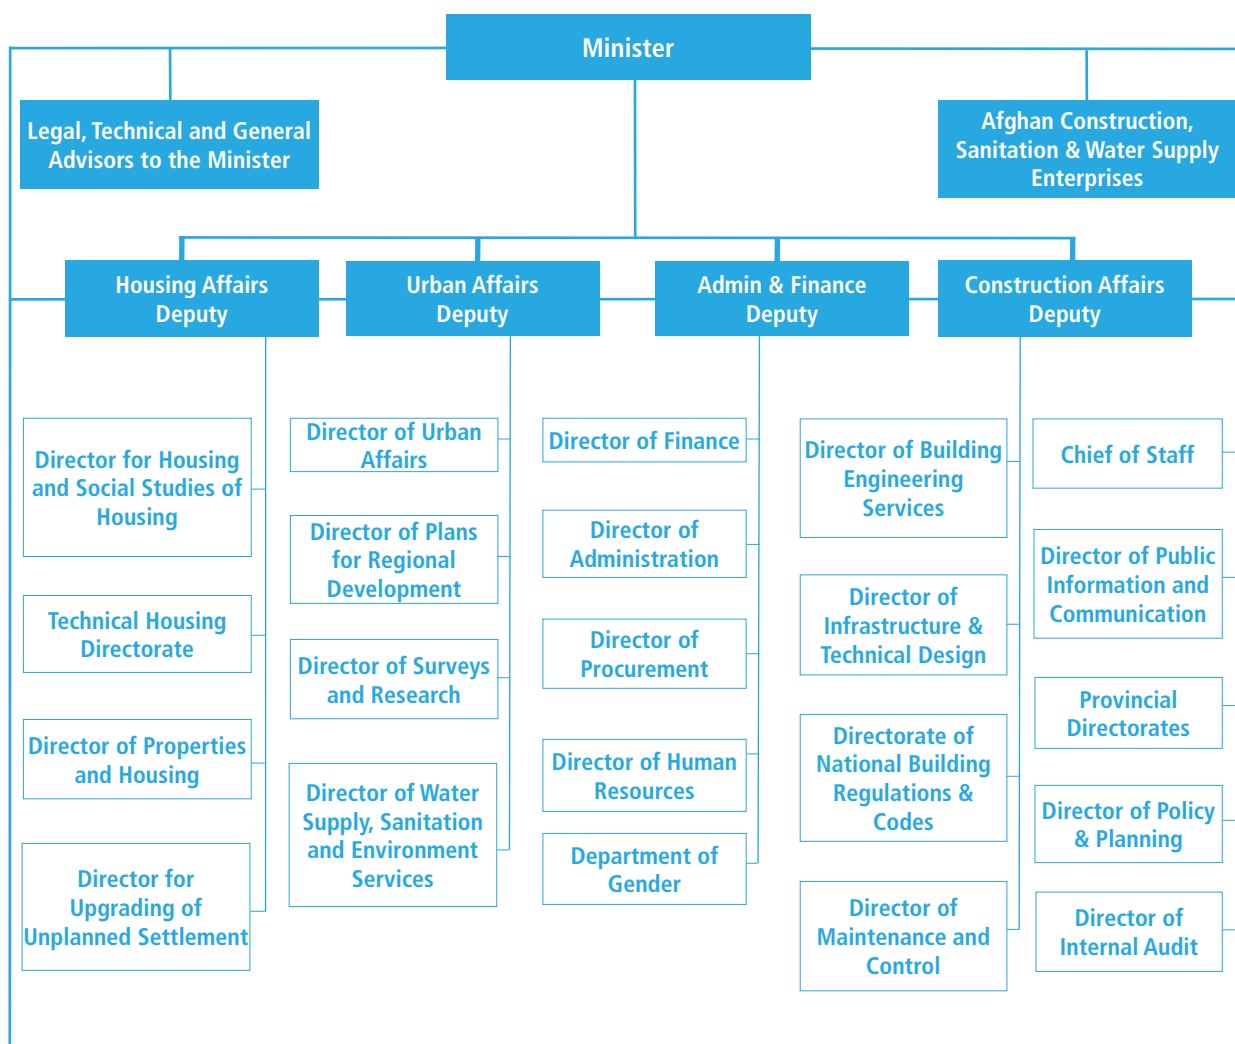 Minister
Legal, Technical and General
Advisors to the Minister
Afghan Construction,
Sanitation & Water Supply
Enterprises
Housing Affairs
Deputy
Urban Affairs
Deputy
Admin & Finance
Deputy
Construction Affairs
Deputy
Director for Housing
and Social Studies of
Housing
Technical Housing
Directorate
Director of Properties
and Housing
Director for
Upgrading of
Unplanned Settlement
Director of Urban
Affairs
Director of Plans
for Regional
Development
Director of Surveys
and Research
Director of Water
Supply, Sanitation
and Environment
Services
Director of Finance
Director of
Administration
Director of
Procurement
Director of Human
Resources
Department of
Gender
Director of Building
Engineering
Services
Director of
Infrastructure &
Technical Design
Directorate of
National Building
Regulations &
Codes
Director of
Maintenance and
Control
Chief of Staff
Director of Public
Information and
Communication
Provincial
Directorates
Director of Policy
& Planning
Director of
Internal Audit